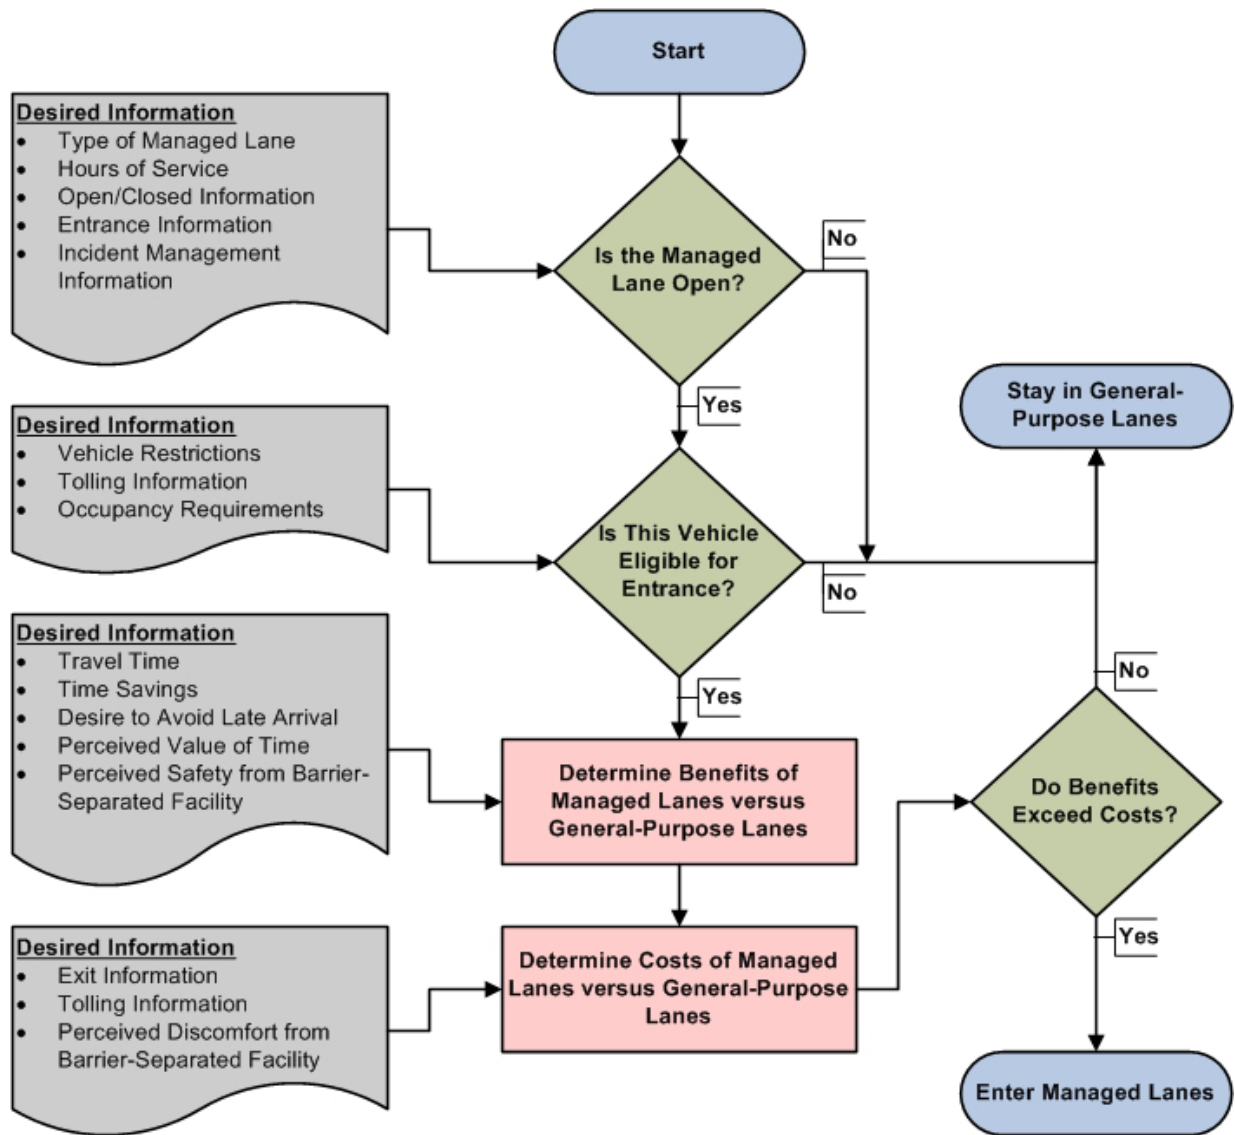 Start
Desired Information
• Type of Managed Lane
• Hours of Service
• Open/Closed Information
• Entrance Information
• Incident Management
Information
Is the Managed
Lane Open?
No
Yes
Stay in General-
Purpose Lanes
Desired Information
• Vehicle Restrictions
• Tolling Information
• Occupancy Requirements
Is This Vehicle
Eligible for
Entrance?
No
Yes
Desired Information
• Travel Time
• Time Savings
• Desire to Avoid Late Arrival
• Perceived Value of Time
• Perceived Safety from Barrier-
Separated Facility
Determine Benefits of
Managed Lanes versus
General-Purpose Lanes
No
Do Benefits
Exceed Costs?
Yes
Desired Information
• Exit Information
• Tolling Information
• Perceived Discomfort from
Barrier-Separated Facility
Determine Costs of Managed
Lanes versus General-Purpose
Lanes
Enter Managed Lanes